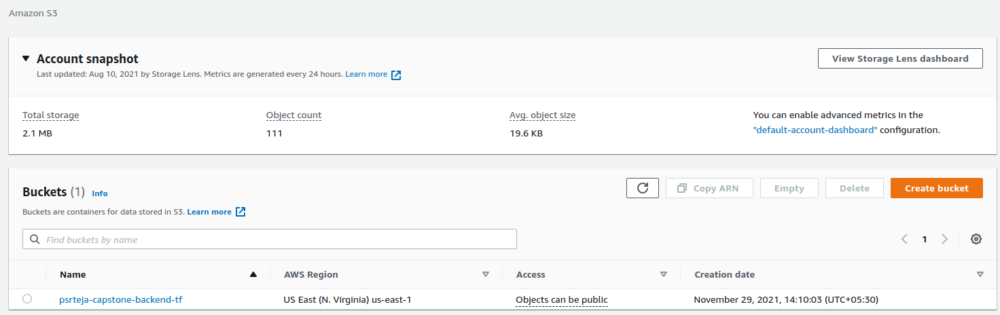 Amazon S3
Account snapshot
View Storage Lens dashboard
Last updated: Aug 10, 2021 by Storage Lens. Metrics are generated every 24 hours. Learn more
Total storage
2.1 MB
Object count
111
Avg. object size
19.6 KB
You can enable advanced metrics in the
"default-account-dashboard" configuration.
Buckets (1) Info
Copy ARN
Empty
Delete
Create bucket
Buckets are containers for data stored in S3. Learn more
Find buckets by name
1
Name AWS Region Access Creation date
psrteja-capstone-backend-tf US East (N. Virginia) us-east-1 Objects can be public November 29, 2021, 14:10:03 (UTC+05:30)